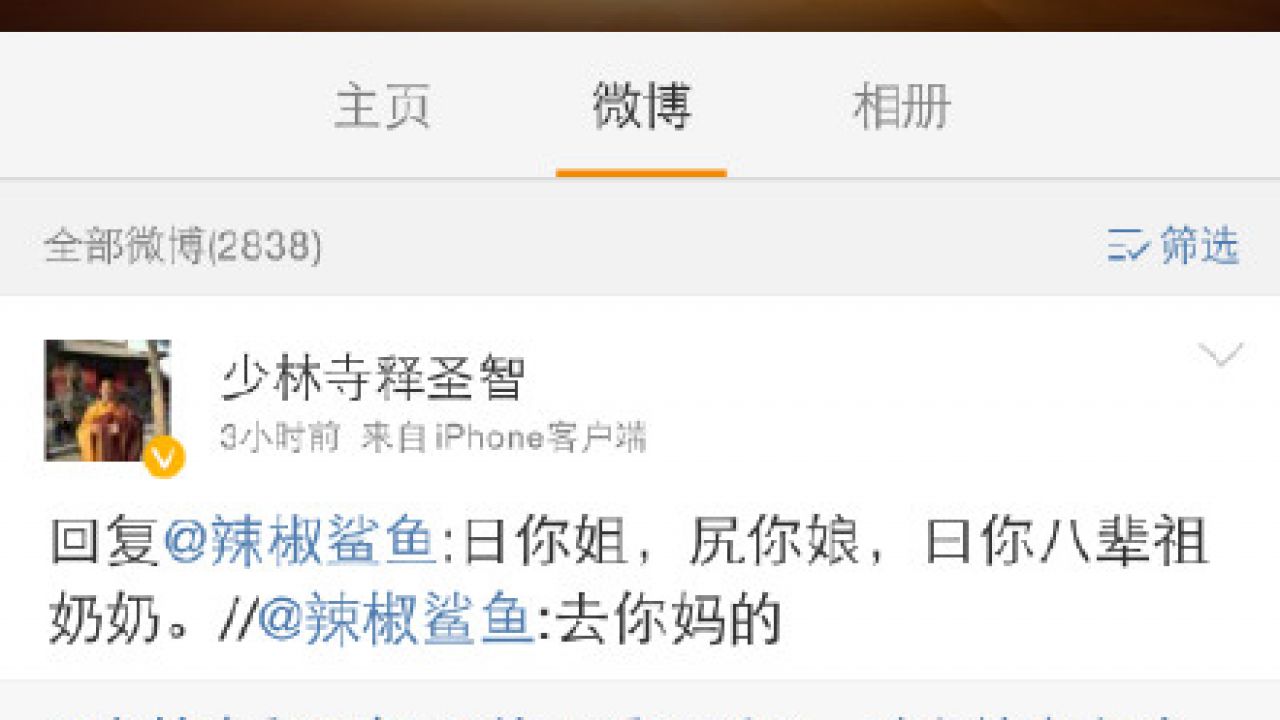 主页 微博 相册
全部微博(2838) 筛选
少林寺释圣智
3小时前 来自iPhone客户端
回复@辣椒鲨鱼:日你姐，尻你娘，日你八辈祖
奶奶。//@辣椒鲨鱼:去你妈的